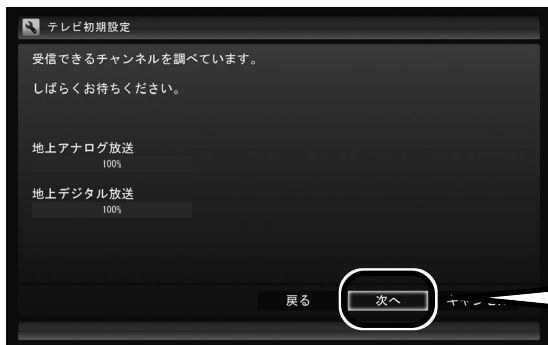 テレビ初期設定
受信できるチャンネルを調べています。
しばらくお待ちください。
地上アナログ放送
100%
地上デジタル放送
100%
戻る 次へ